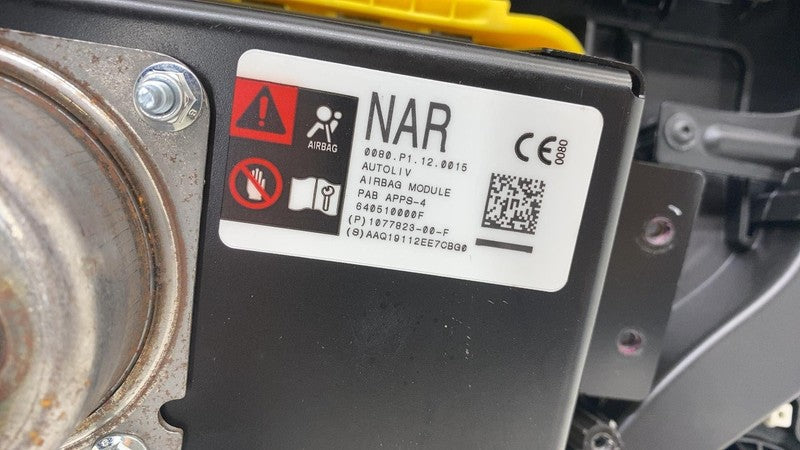 AIRBAG
NAR
0080.P1.12.0015
AUTOLIV
AIRBAG MODULE
PAB APPS-4
640510000F
(P)1077823-00-F
(S)AAQ19112EE7CBG0
CE 0080